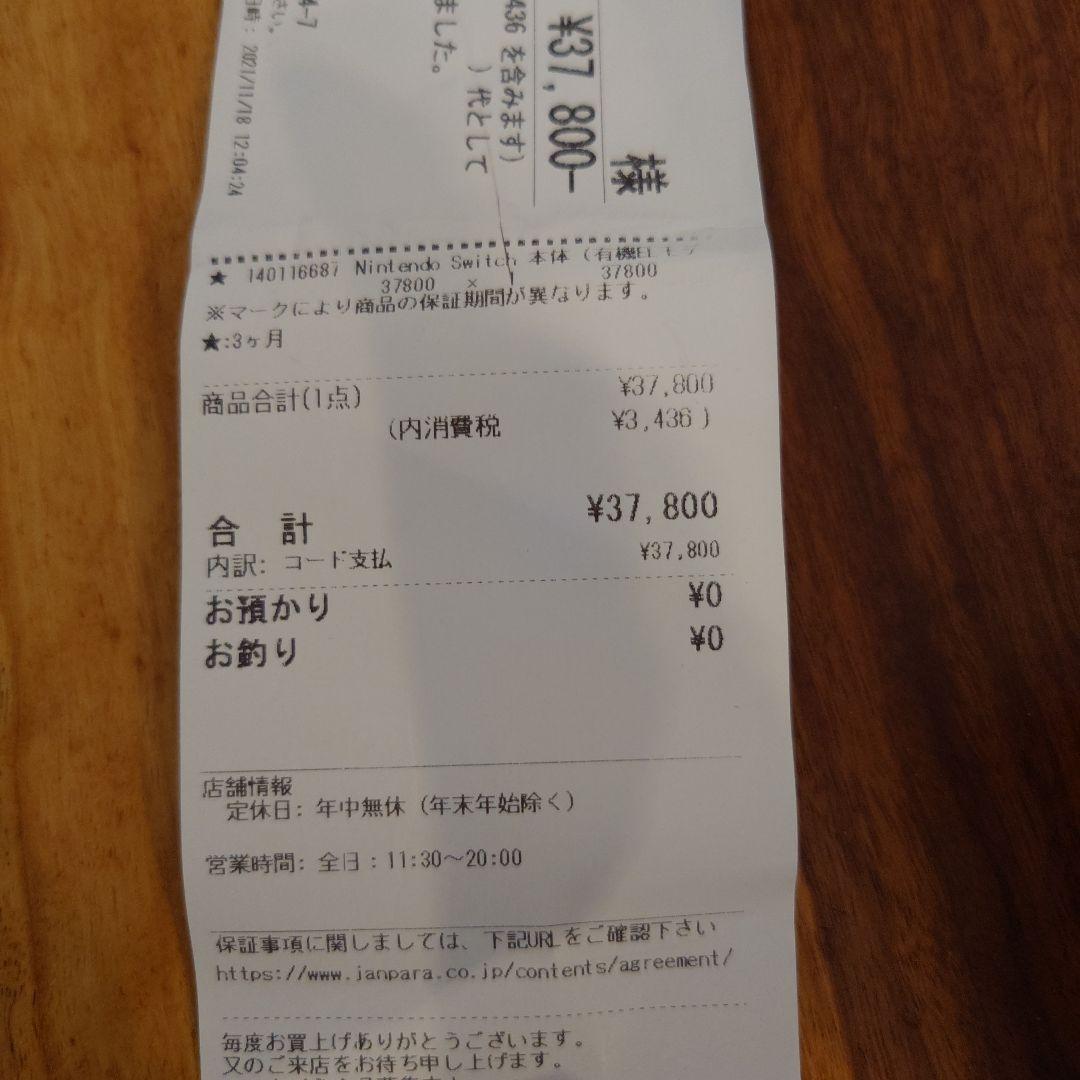 様
¥37,800-
436 を含みます)
) 代として
ました。
4-7
さい。
日時: 2021/11/18 12:04:24
★ 140116687 Nintendo Switch 本体 (有機ELモデ
37800 × 37800
※マークにより商品の保証期間が異なります。
★:3ヶ月
商品合計(1点) ¥37,800
(内消費税 ¥3,436 )
合 計 ¥37,800
内訳: コード支払 ¥37,800
お預かり ¥0
お釣り ¥0
店舗情報
定休日: 年中無休 (年末年始除く)
営業時間: 全日 : 11:30〜20:00
保証事項に関しましては、下記URLをご確認下さい
https://www.janpara.co.jp/contents/agreement/
毎度お買上げありがとうございます。
又のご来店をお待ち申し上げます。